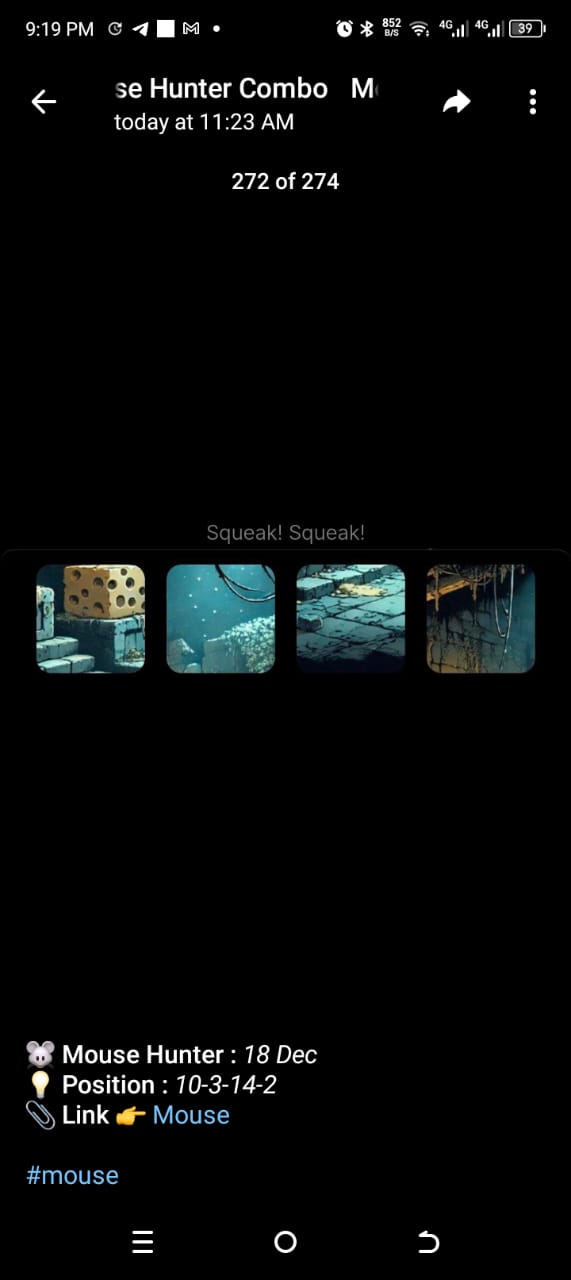 9:19 PM
852
B/S
4G
4G
39
se Hunter Combo M
today at 11:23 AM
272 of 274
Squeak! Squeak!
🐭 Mouse Hunter : 18 Dec
💡 Position : 10-3-14-2
📎 Link 👉 Mouse
#mouse